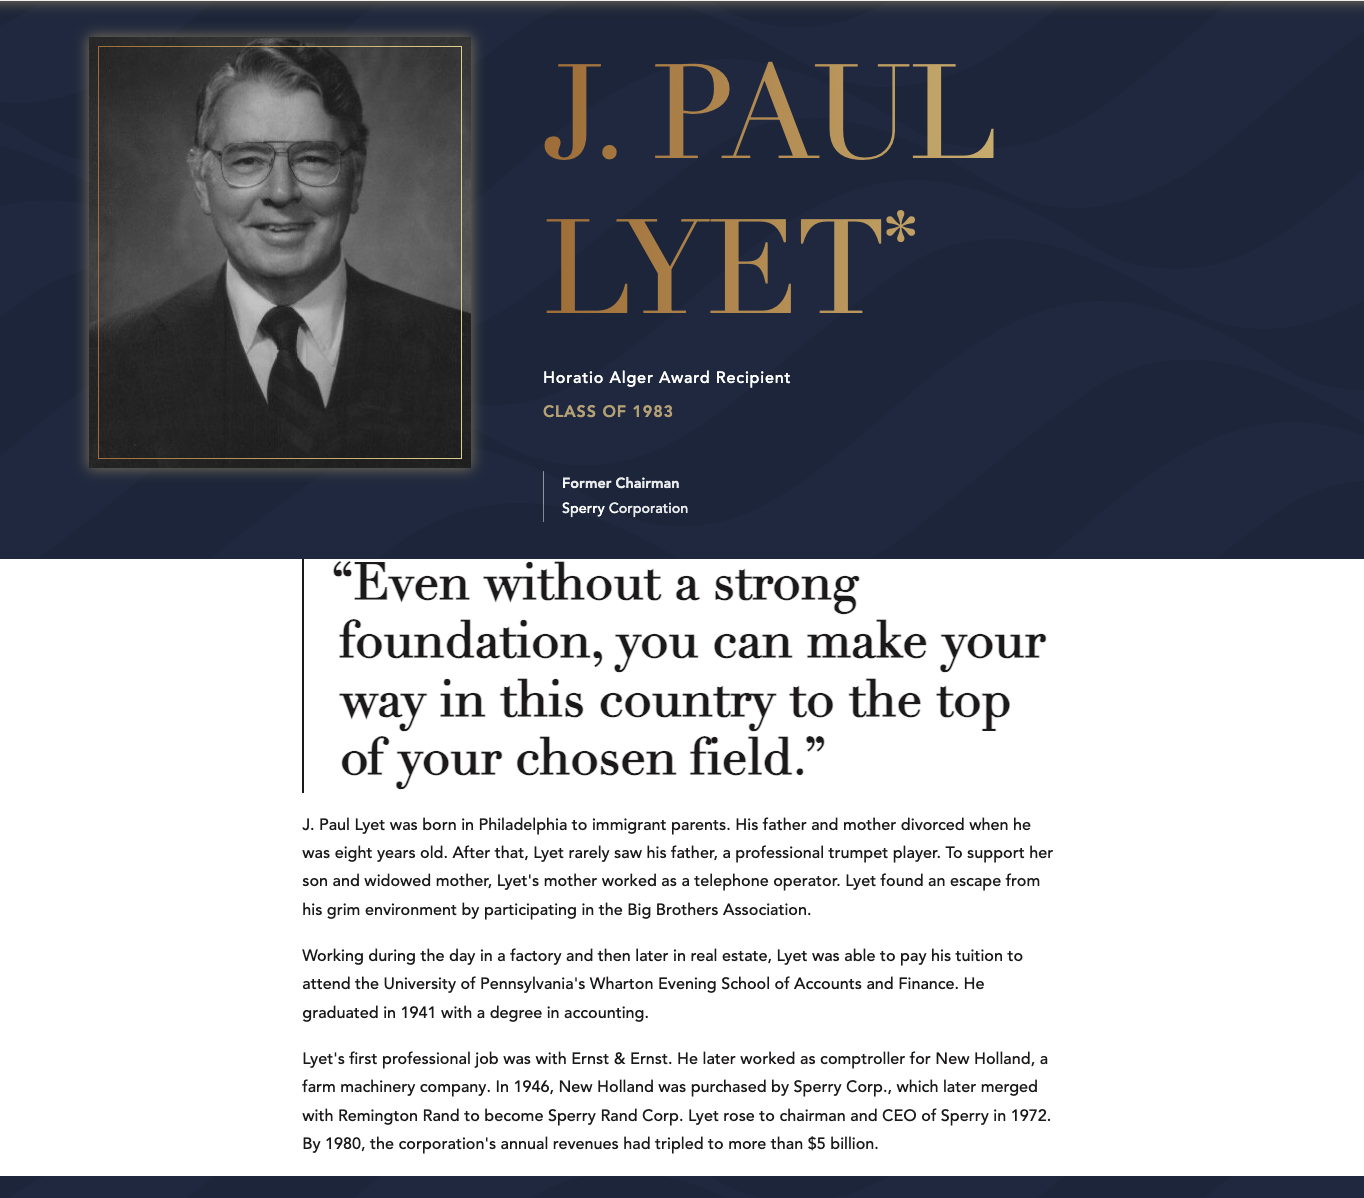 J. PAUL
LYET*
Horatio Alger Award Recipient
CLASS OF 1983
Former Chairman
Sperry Corporation
“Even without a strong
foundation, you can make your
way in this country to the top
of your chosen field.”
J. Paul Lyet was born in Philadelphia to immigrant parents. His father and mother divorced when he
was eight years old. After that, Lyet rarely saw his father, a professional trumpet player. To support her
son and widowed mother, Lyet's mother worked as a telephone operator. Lyet found an escape from
his grim environment by participating in the Big Brothers Association.
Working during the day in a factory and then later in real estate, Lyet was able to pay his tuition to
attend the University of Pennsylvania's Wharton Evening School of Accounts and Finance. He
graduated in 1941 with a degree in accounting.
Lyet's first professional job was with Ernst & Ernst. He later worked as comptroller for New Holland, a
farm machinery company. In 1946, New Holland was purchased by Sperry Corp., which later merged
with Remington Rand to become Sperry Rand Corp. Lyet rose to chairman and CEO of Sperry in 1972.
By 1980, the corporation's annual revenues had tripled to more than $5 billion.